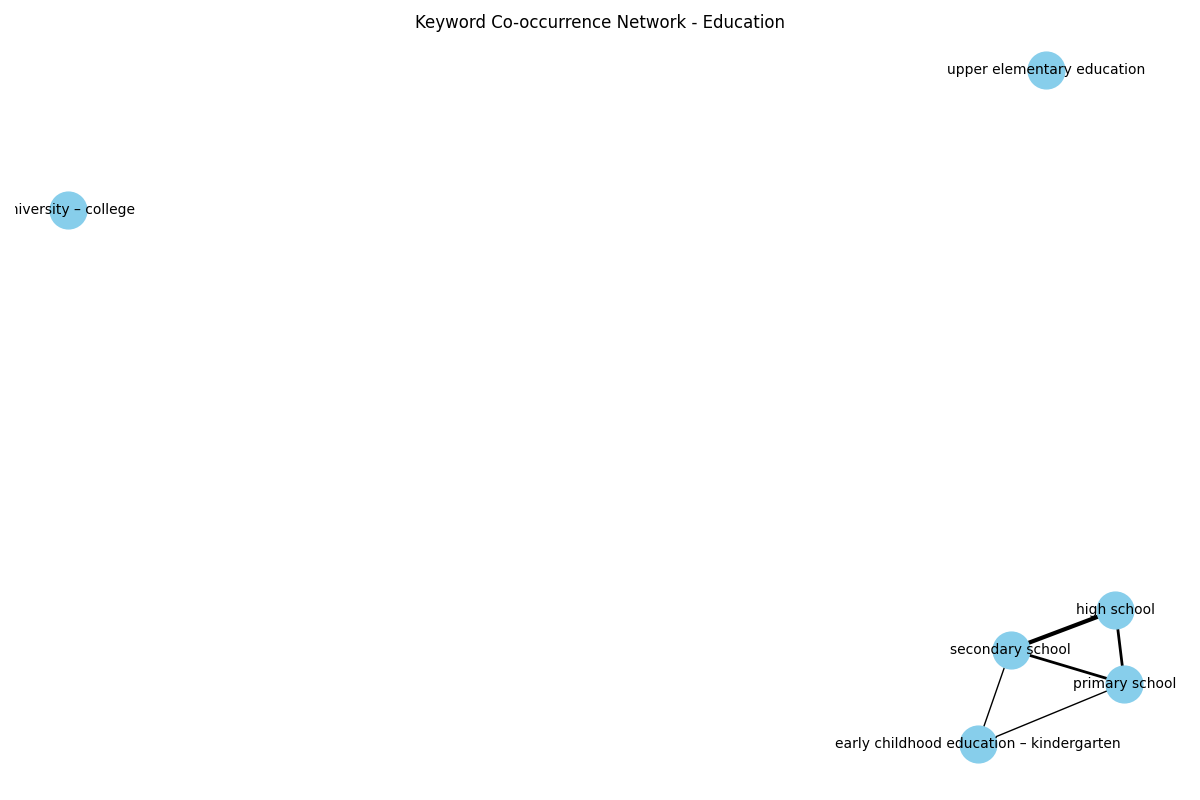 Keyword Co-occurrence Network - Education
upper elementary education
niversity – college
high school
secondary school
primary school
early childhood education – kindergarten